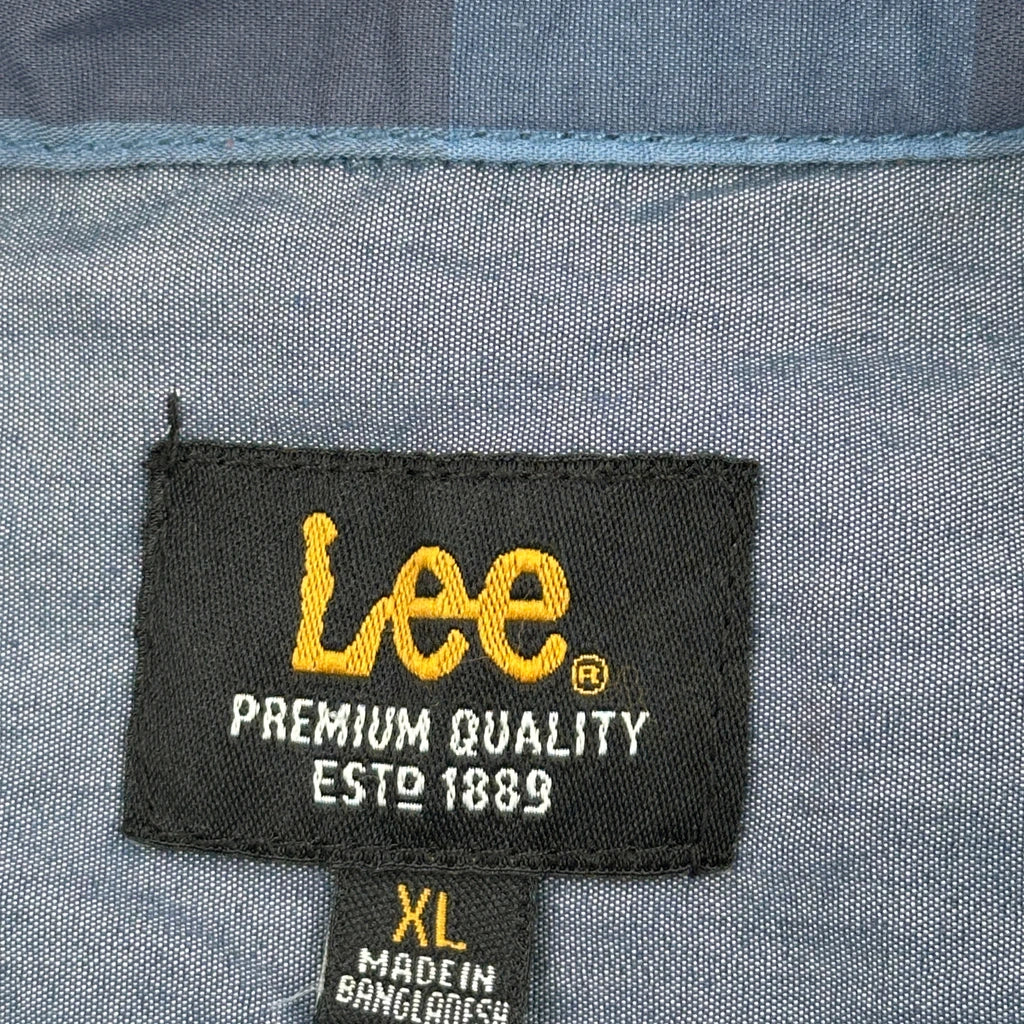 Lee®
PREMIUM QUALITY
ESTD 1889
XL
MADE IN
BANGLADESH